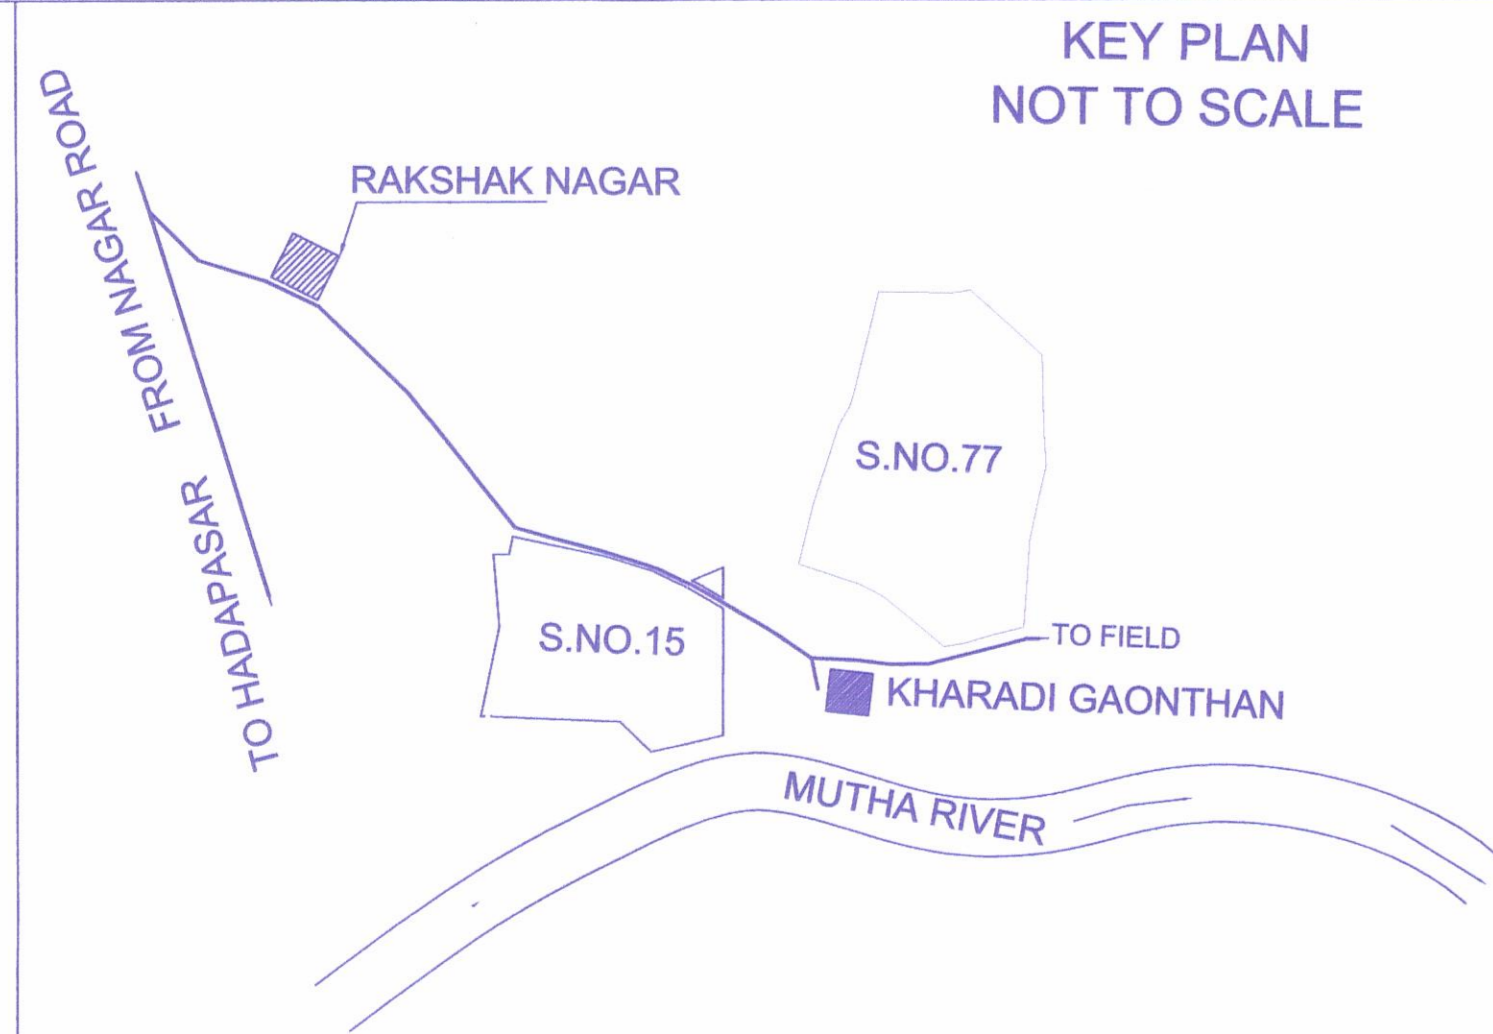 KEY PLAN
NOT TO SCALE
RAKSHAK NAGAR
FROM NAGAR ROAD
TO HADAPASAR
S.NO.77
S.NO.15
TO FIELD
KHARADI GAONTHAN
MUTHA RIVER